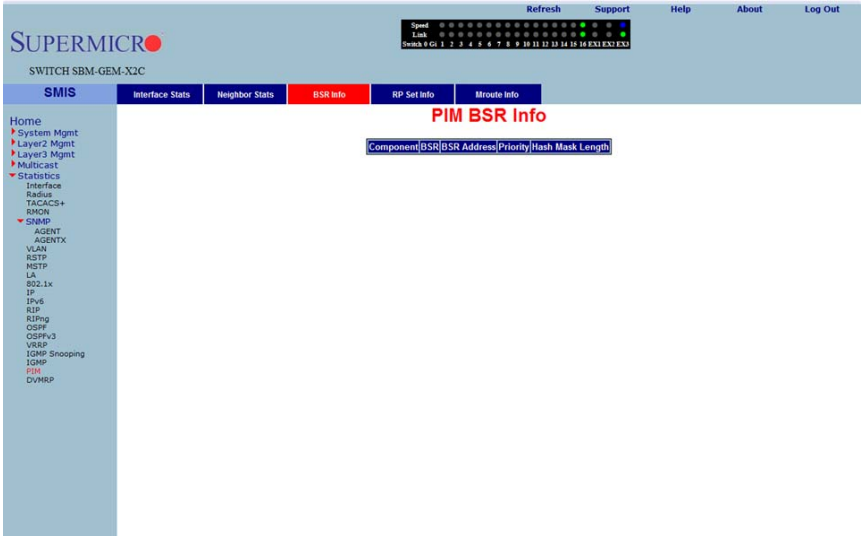 Refresh Support Help About Log Out
SUPERMICR
SWITCH SBM-GEM-X2C
Speed
Link
Switch 0 Gi 1 2 3 4 5 6 7 8 9 10 11 12 13 14 15 16 EX1 EX2 EX3
SMIS
Interface Stats Neighbor Stats BSR Info RP Set Info Mroute Info
PIM BSR Info
Component BSR BSR Address Priority Hash Mask Length
Home
System Mgmt
Layer2 Mgmt
Layer3 Mgmt
Multicast
Statistics
Interface
Radius
TACACS+
RMON
SNMP
AGENT
AGENTX
VLAN
RSTP
MSTP
LA
802.1x
IP
IPv6
RIP
RIPng
OSPF
OSPFv3
VRRP
IGMP Snooping
IGMP
PIM
DVMRP